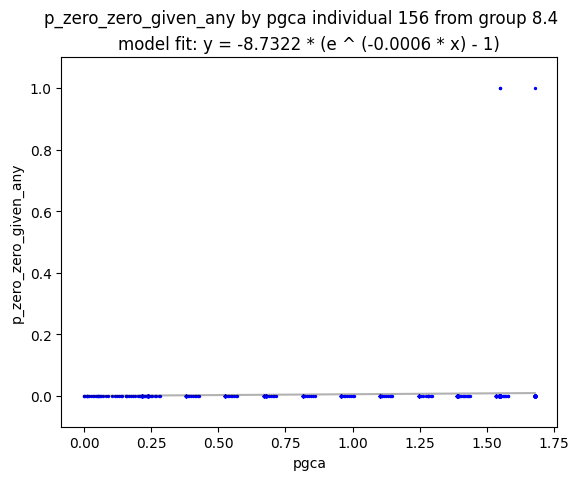 p_zero_zero_given_any by pgca individual 156 from group 8.4
model fit: y = -8.7322 * (e ^ (-0.0006 * x) - 1)
1.0
0.8
0.6
0.4
0.2
0.0
p_zero_zero_given_any
0.00 0.25 0.50 0.75 1.00 1.25 1.50 1.75
pgca